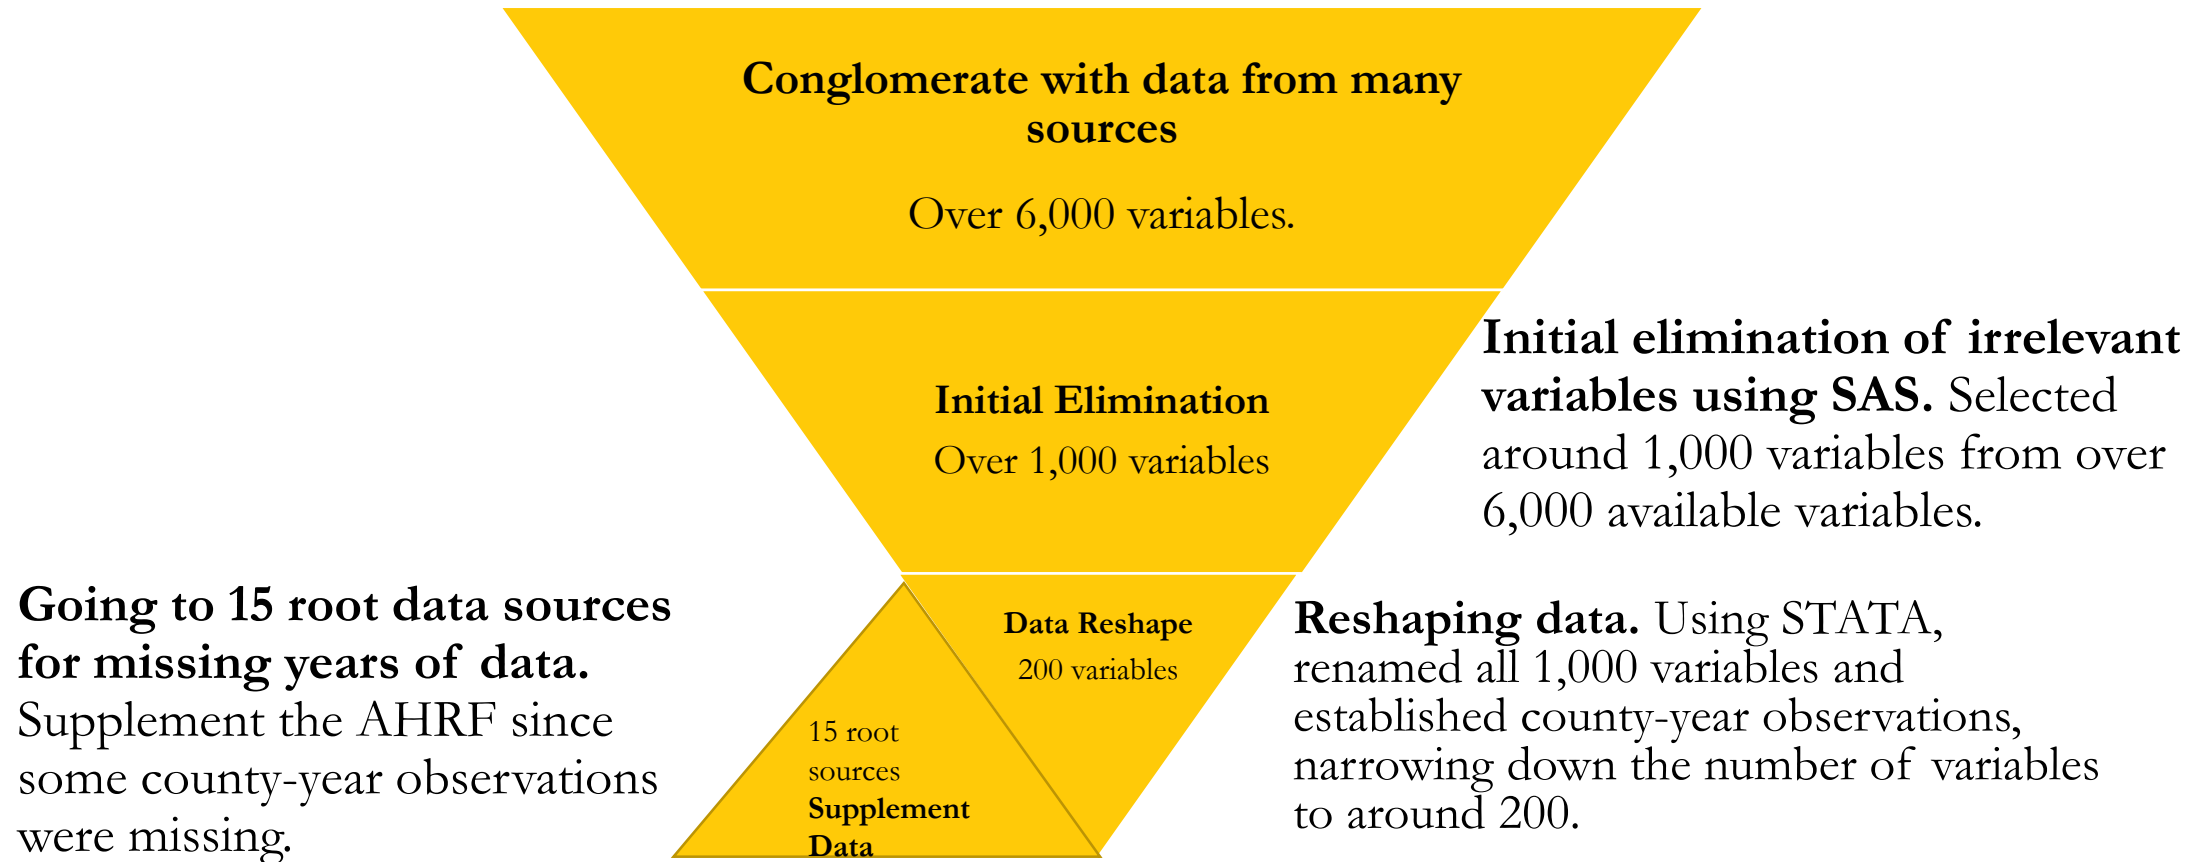 Conglomerate with data from many
sources
Over 6,000 variables.
Initial Elimination
Over 1,000 variables
Initial elimination of irrelevant
variables using SAS. Selected
around 1,000 variables from over
6,000 available variables.
Going to 15 root data sources
for missing years of data.
Supplement the AHRF since
some county-year observations
were missing.
15 root
sources
Supplement
Data
Data Reshape
200 variables
Reshaping data. Using STATA,
renamed all 1,000 variables and
established county-year observations,
narrowing down the number of variables
to around 200.